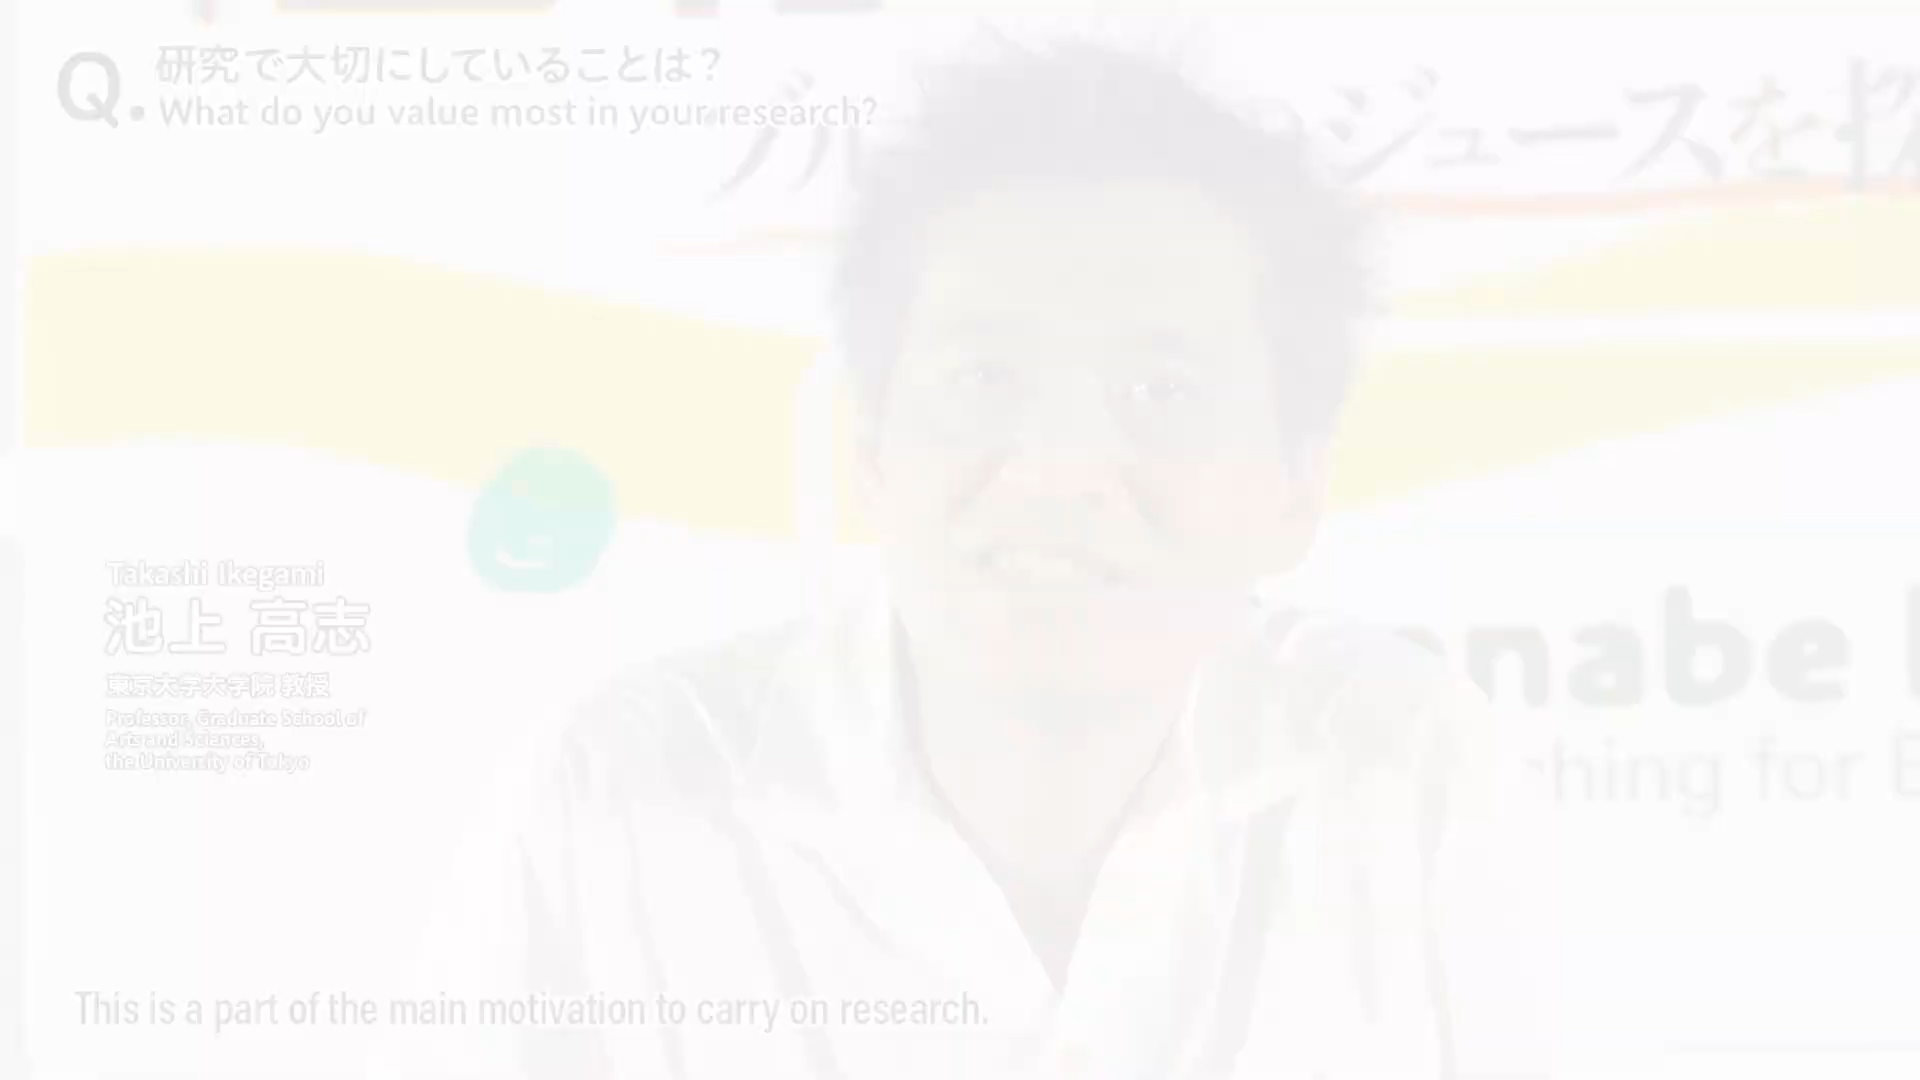 Q. 研究で大切にしていることは？
What do you value most in your research?
ジュースを
Takashi Ikegami
池上 高志
東京大学大学院 教授
Professor, Graduate School of
Arts and Sciences,
the University of Tokyo
nabe
hing for
This is a part of the main motivation to carry on research.